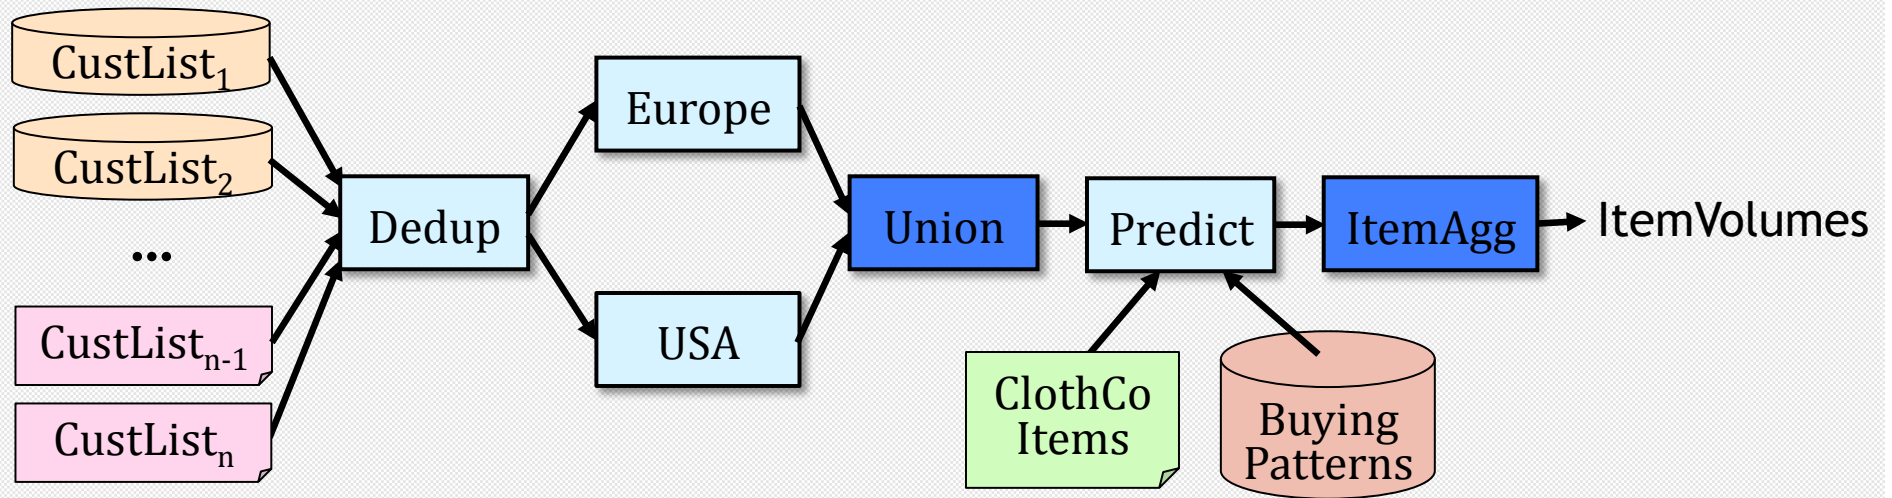 CustList₁
CustList₂
...
CustListₙ₋₁
CustListₙ
Dedup
Europe
USA
Union
Predict
ItemAgg
ItemVolumes
ClothCo
Items
Buying
Patterns